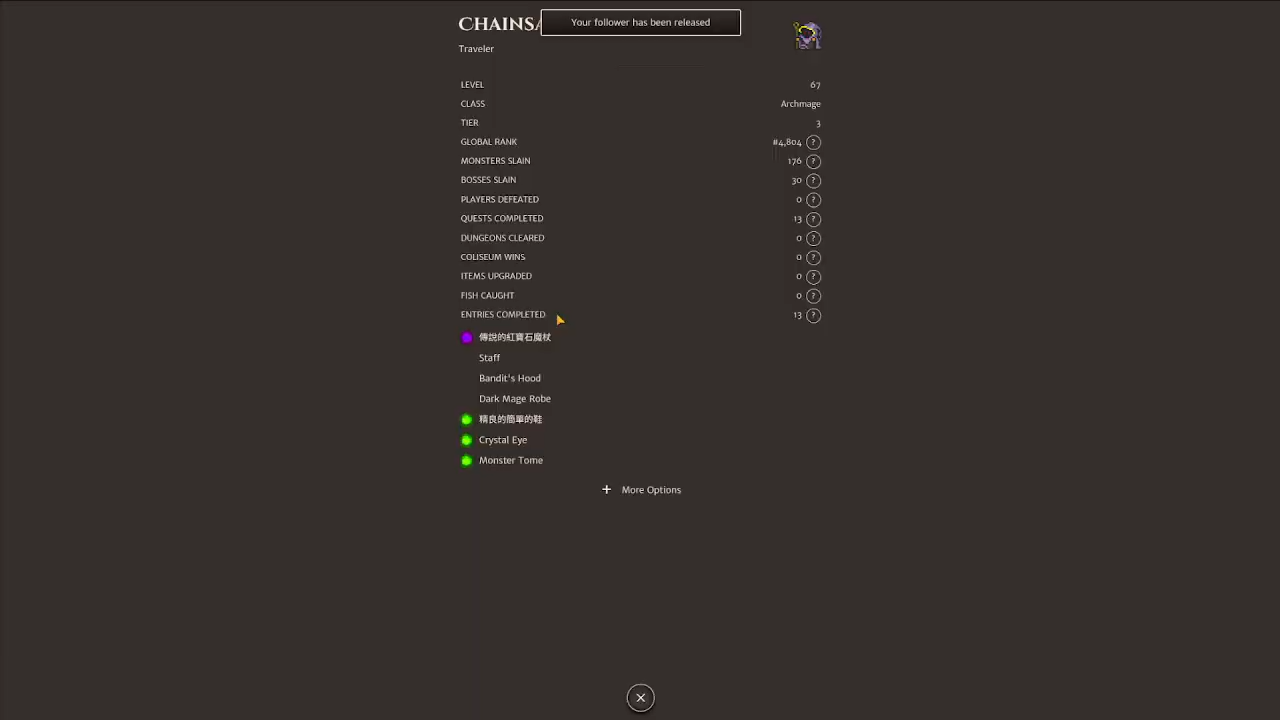 CHAINSA
Your follower has been released
Traveler
LEVEL 67
CLASS Archmage
TIER 3
GLOBAL RANK #4,804 ?
MONSTERS SLAIN 176 ?
BOSSES SLAIN 30 ?
PLAYERS DEFEATED 0 ?
QUESTS COMPLETED 13 ?
DUNGEONS CLEARED 0 ?
COLISEUM WINS 0 ?
ITEMS UPGRADED 0 ?
FISH CAUGHT 0 ?
ENTRIES COMPLETED 13 ?
傳說的紅寶石魔杖
Staff
Bandit's Hood
Dark Mage Robe
精良的簡單的鞋
Crystal Eye
Monster Tome
+ More Options